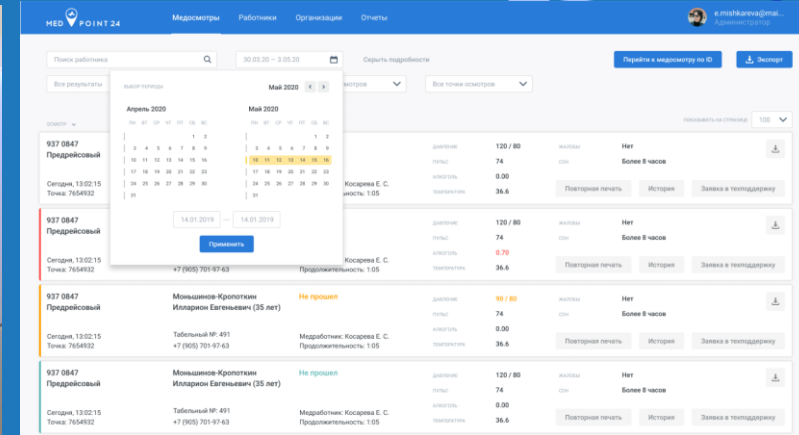 MED POINT 24
Медосмотры Работники Организации Отчеты
e.mishkareva@mai...
Администратор
Поиск работника
30.03.20 – 3.05.20
Скрыть подробности
Перейти к медосмотру по ID
Экспорт
Все результаты
Все точки осмотров
ВЫБОР ПЕРИОДА
Май 2020
Апрель 2020 Май 2020
ПН ВТ СР ЧТ ПТ СБ ВС ПН ВТ СР ЧТ ПТ СБ ВС
1 2 1 2
3 4 5 6 7 8 9 3 4 5 6 7 8 9
10 11 12 13 14 15 16 10 11 12 13 14 15 16
17 18 19 20 21 22 23 17 18 19 20 21 22 23
24 25 26 27 28 29 30 24 25 26 27 28 29 30
31 31
14.01.2019 — 14.01.2019
Применить
ОСМОТР
ПОКАЗЫВАТЬ НА СТРАНИЦЕ 100
937 0847
Предрейсовый
Сегодня, 13:02:15
Точка: 7654932
Косарева Е. С.
1:05
ДАВЛЕНИЕ 120 / 80
ПУЛЬС 74
АЛКОГОЛЬ 0.00
ТЕМПЕРАТУРА 36.6
ЖАЛОБЫ Нет
СОН Более 8 часов
Повторная печать История Заявка в техподдержку
937 0847
Предрейсовый
Сегодня, 13:02:15
Точка: 7654932
+7 (905) 701-97-63
Косарева Е. С.
Продолжительность: 1:05
ДАВЛЕНИЕ 120 / 80
ПУЛЬС 74
АЛКОГОЛЬ 0.70
ТЕМПЕРАТУРА 36.6
ЖАЛОБЫ Нет
СОН Более 8 часов
Повторная печать История Заявка в техподдержку
937 0847
Предрейсовый
Сегодня, 13:02:15
Точка: 7654932
Моньшинов-Кропоткин
Илларион Евгеньевич (35 лет)
Табельный №: 491
+7 (905) 701-97-63
Не прошел
Медработник: Косарева Е. С.
Продолжительность: 1:05
ДАВЛЕНИЕ 90 / 80
ПУЛЬС 74
АЛКОГОЛЬ 0.00
ТЕМПЕРАТУРА 36.6
ЖАЛОБЫ Нет
СОН Более 8 часов
Повторная печать История Заявка в техподдержку
937 0847
Предрейсовый
Сегодня, 13:02:15
Точка: 7654932
Моньшинов-Кропоткин
Илларион Евгеньевич (35 лет)
Табельный №: 491
+7 (905) 701-97-63
Не прошел
Медработник: Косарева Е. С.
Продолжительность: 1:05
ДАВЛЕНИЕ 120 / 80
ПУЛЬС 74
АЛКОГОЛЬ 0.00
ТЕМПЕРАТУРА 36.6
ЖАЛОБЫ Нет
СОН Более 8 часов
Повторная печать История Заявка в техподдержку